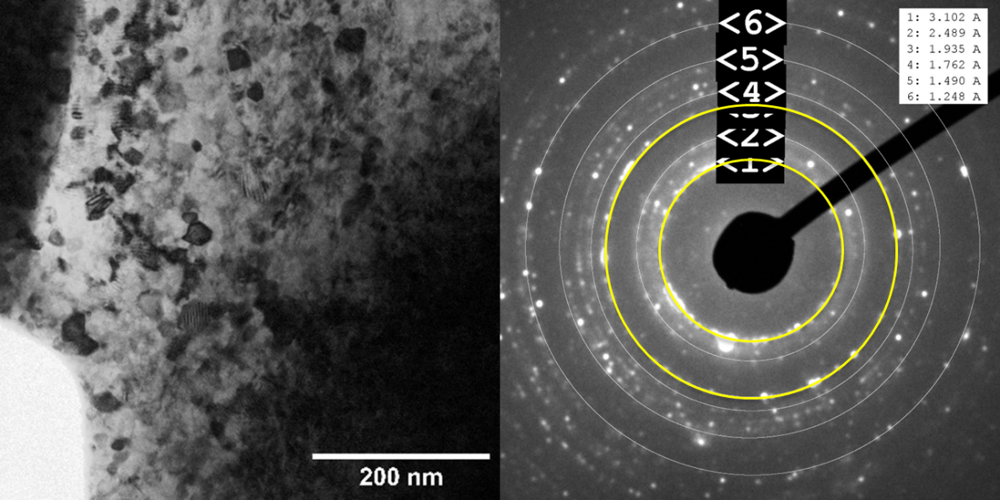 200 nm
<6>
<5>
<4>
<2>
<1>
1: 3.102 A
2: 2.489 A
3: 1.935 A
4: 1.762 A
5: 1.490 A
6: 1.248 A